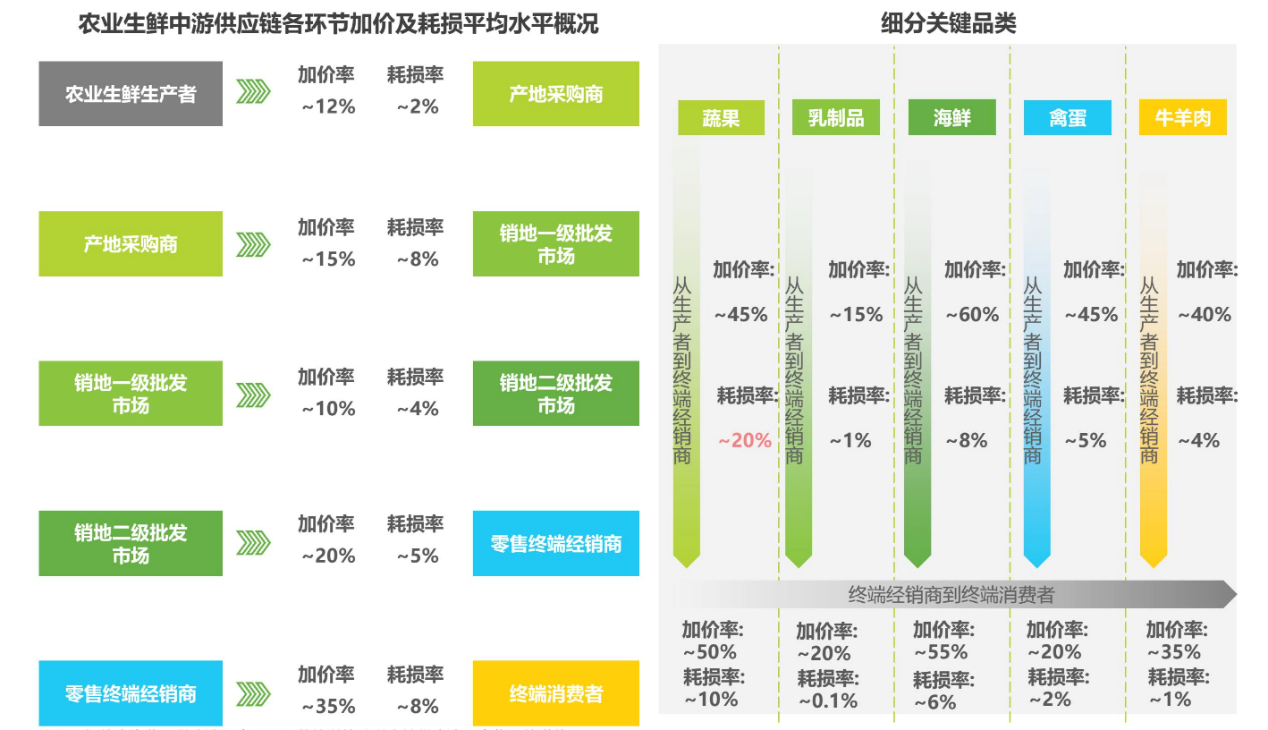 农业生鲜中游供应链各环节加价及耗损平均水平概况
农业生鲜生产者
加价率
~12%
耗损率
~2%
产地采购商
产地采购商
加价率
~15%
耗损率
~8%
销地一级批发
市场
销地一级批发
市场
加价率
~10%
耗损率
~4%
销地二级批发
市场
销地二级批发
市场
加价率
~20%
耗损率
~5%
零售终端经销商
零售终端经销商
加价率
~35%
耗损率
~8%
终端消费者
细分关键品类
蔬果
从生产者到终端经销商
加价率:
~45%
耗损率:
~20%
乳制品
从生产者到终端经销商
加价率:
~15%
耗损率:
~1%
海鲜
从生产者到终端经销商
加价率:
~60%
耗损率:
~8%
禽蛋
从生产者到终端经销商
加价率:
~45%
耗损率:
~5%
牛羊肉
从生产者到终端经销商
加价率:
~40%
耗损率:
~4%
终端经销商到终端消费者
加价率:
~50%
耗损率:
~10%
加价率:
~20%
耗损率:
~0.1%
加价率:
~55%
耗损率:
~6%
加价率:
~20%
耗损率:
~2%
加价率:
~35%
耗损率:
~1%